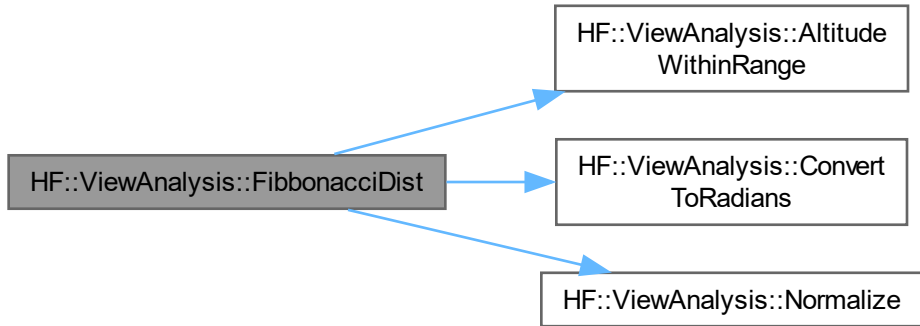 HF::ViewAnalysis::Altitude
WithinRange
HF::ViewAnalysis::FibbonacciDist
HF::ViewAnalysis::Convert
ToRadians
HF::ViewAnalysis::Normalize